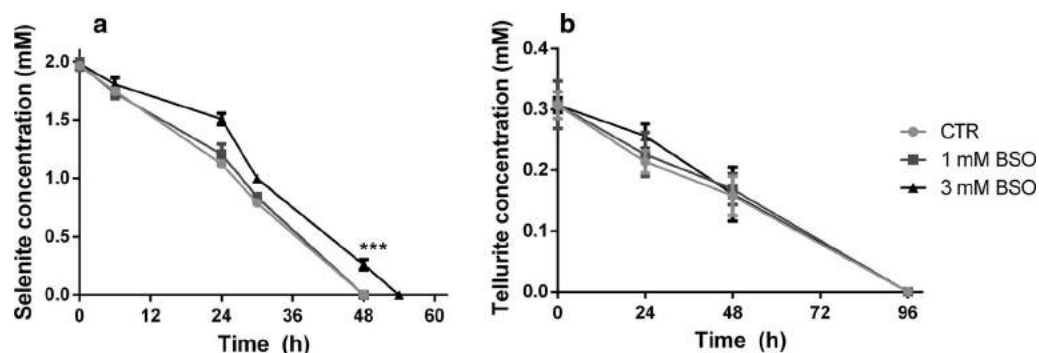 a
Selenite concentration (mM)
2.0
1.5
1.0
0.5
0.0
***
0
12
24
36
48
60
Time (h)
b
Tellurite concentration (mM)
0.4
0.3
0.2
0.1
0.0
0
24
48
72
96
Time (h)
CTR
1 mM BSO
3 mM BSO